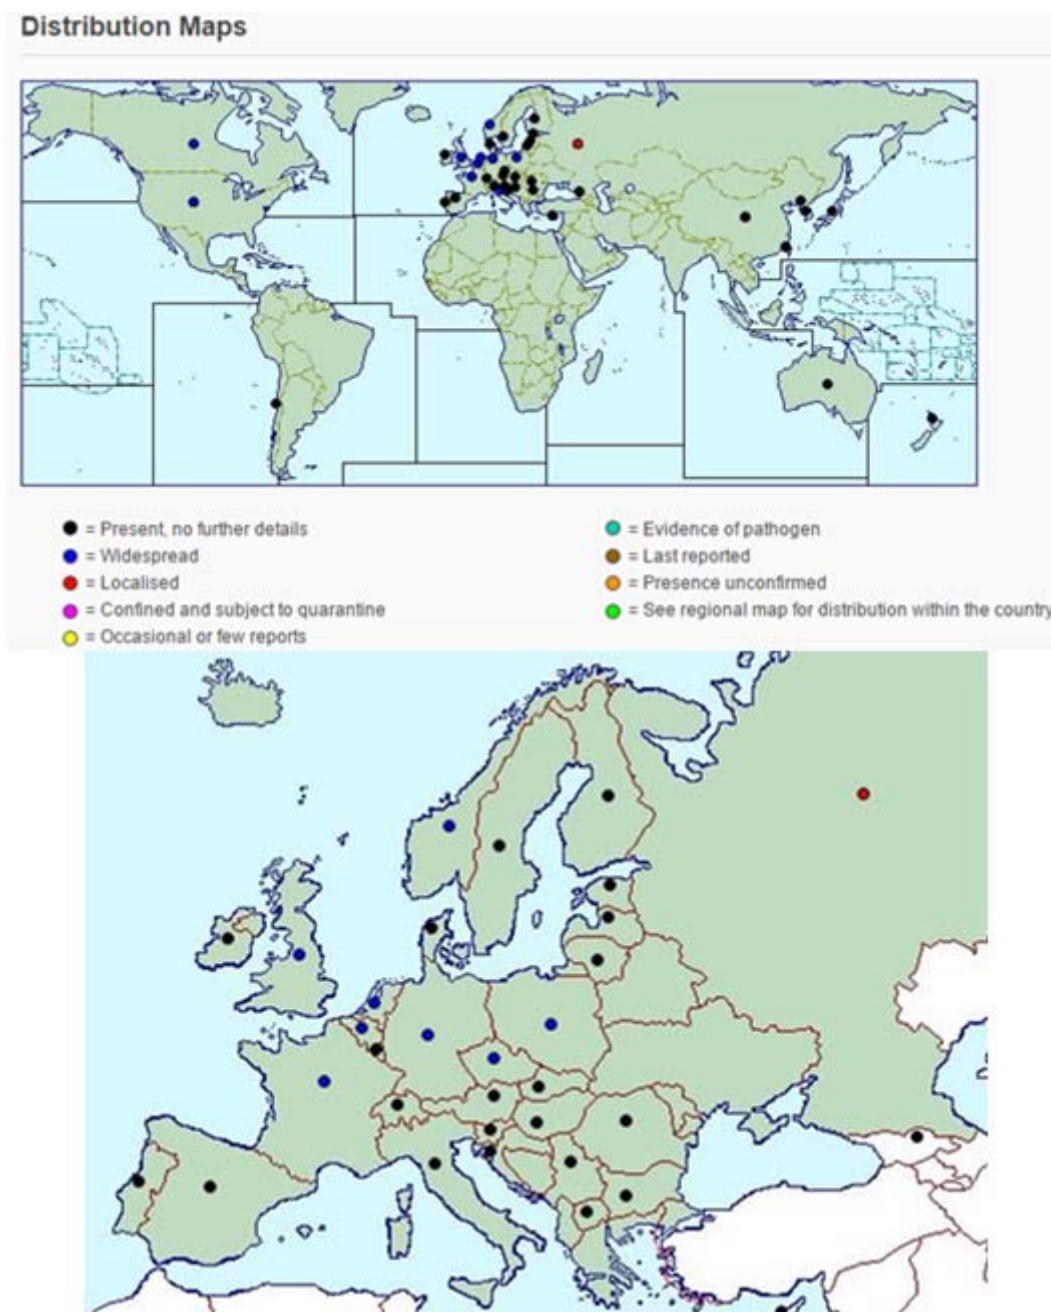 Distribution Maps
= Present, no further details
= Widespread
= Localised
= Confined and subject to quarantine
= Occasional or few reports
= Evidence of pathogen
= Last reported
= Presence unconfirmed
= See regional map for distribution within the country